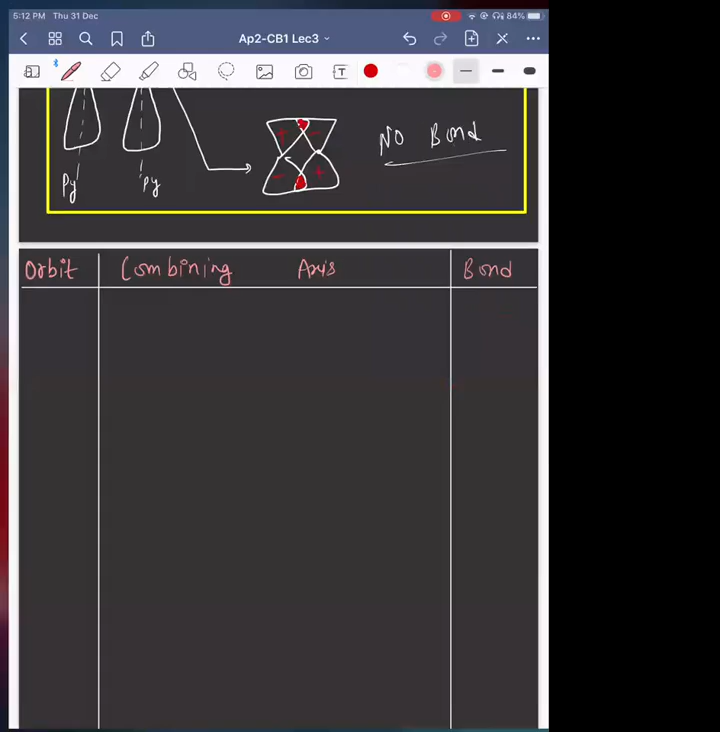 5:12 PM Thu 31 Dec
84%
Ap2-CB1 Lec3
T
+ -
No Bond
- +
Py Py
Orbit Combining Axis Bond